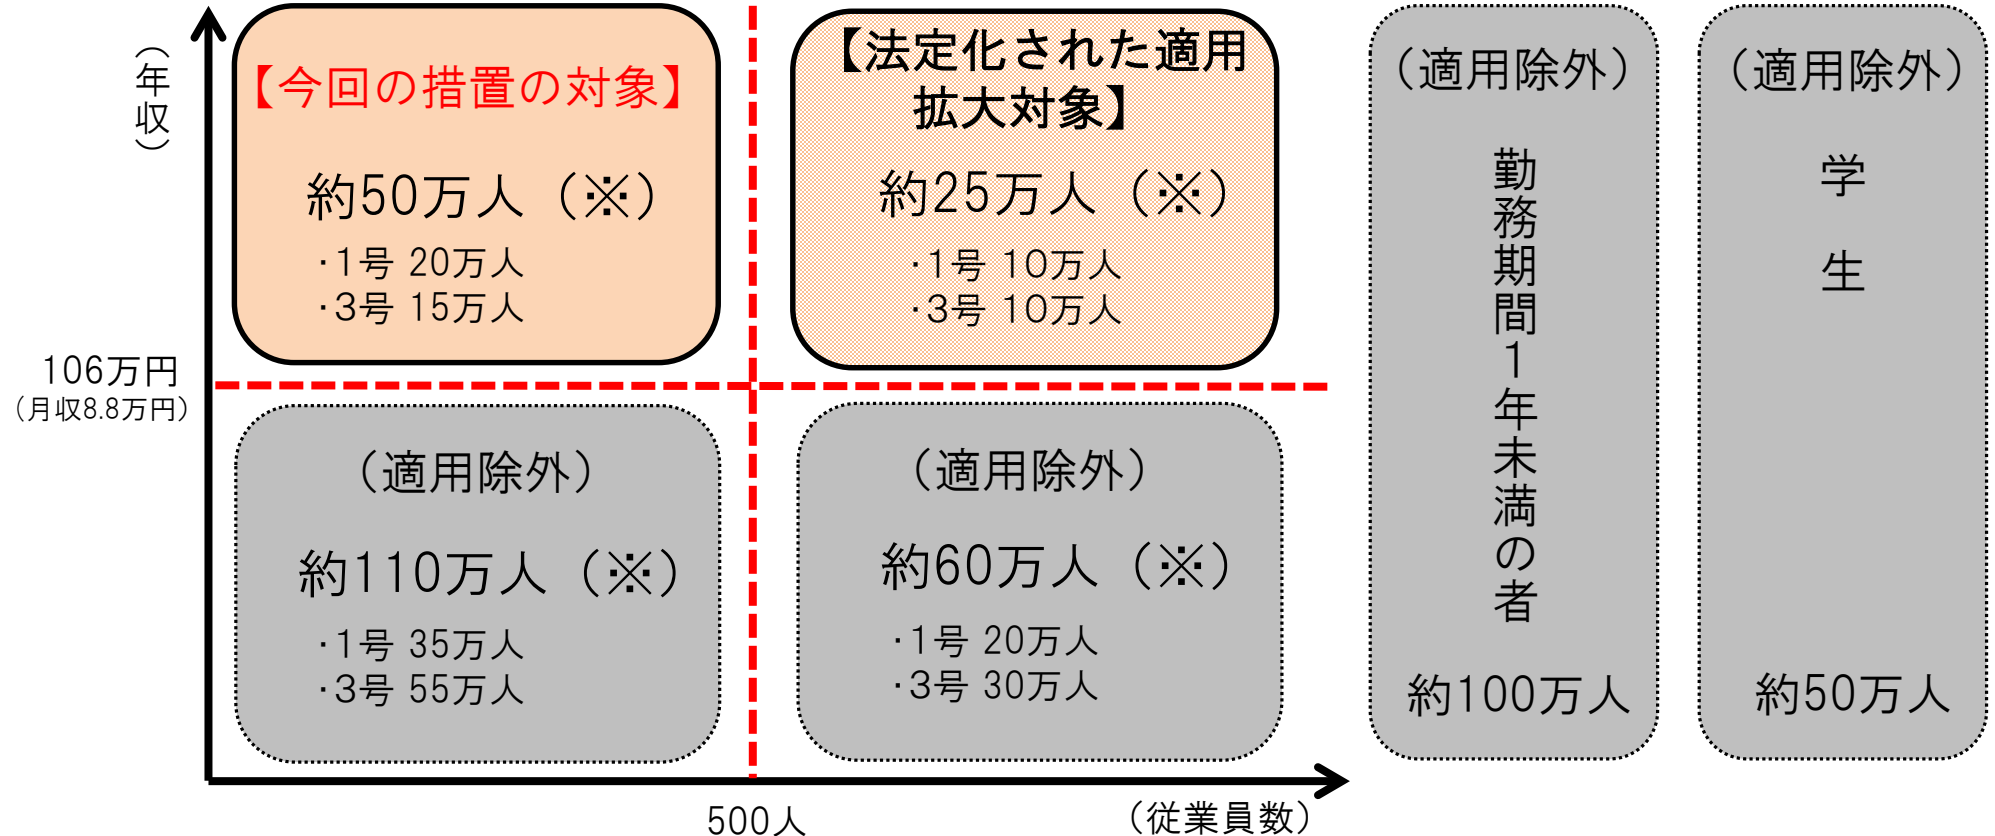 （年収）
【今回の措置の対象】
約50万人（※）
・1号 20万人
・3号 15万人
【法定化された適用
拡大対象】
約25万人（※）
・1号 10万人
・3号 10万人
106万円
（月収8.8万円）
（適用除外）
約110万人（※）
・1号 35万人
・3号 55万人
（適用除外）
約60万人（※）
・1号 20万人
・3号 30万人
500人
（従業員数）
（適用除外）
勤務期間1年未満の者
約100万人
（適用除外）
学生
約50万人